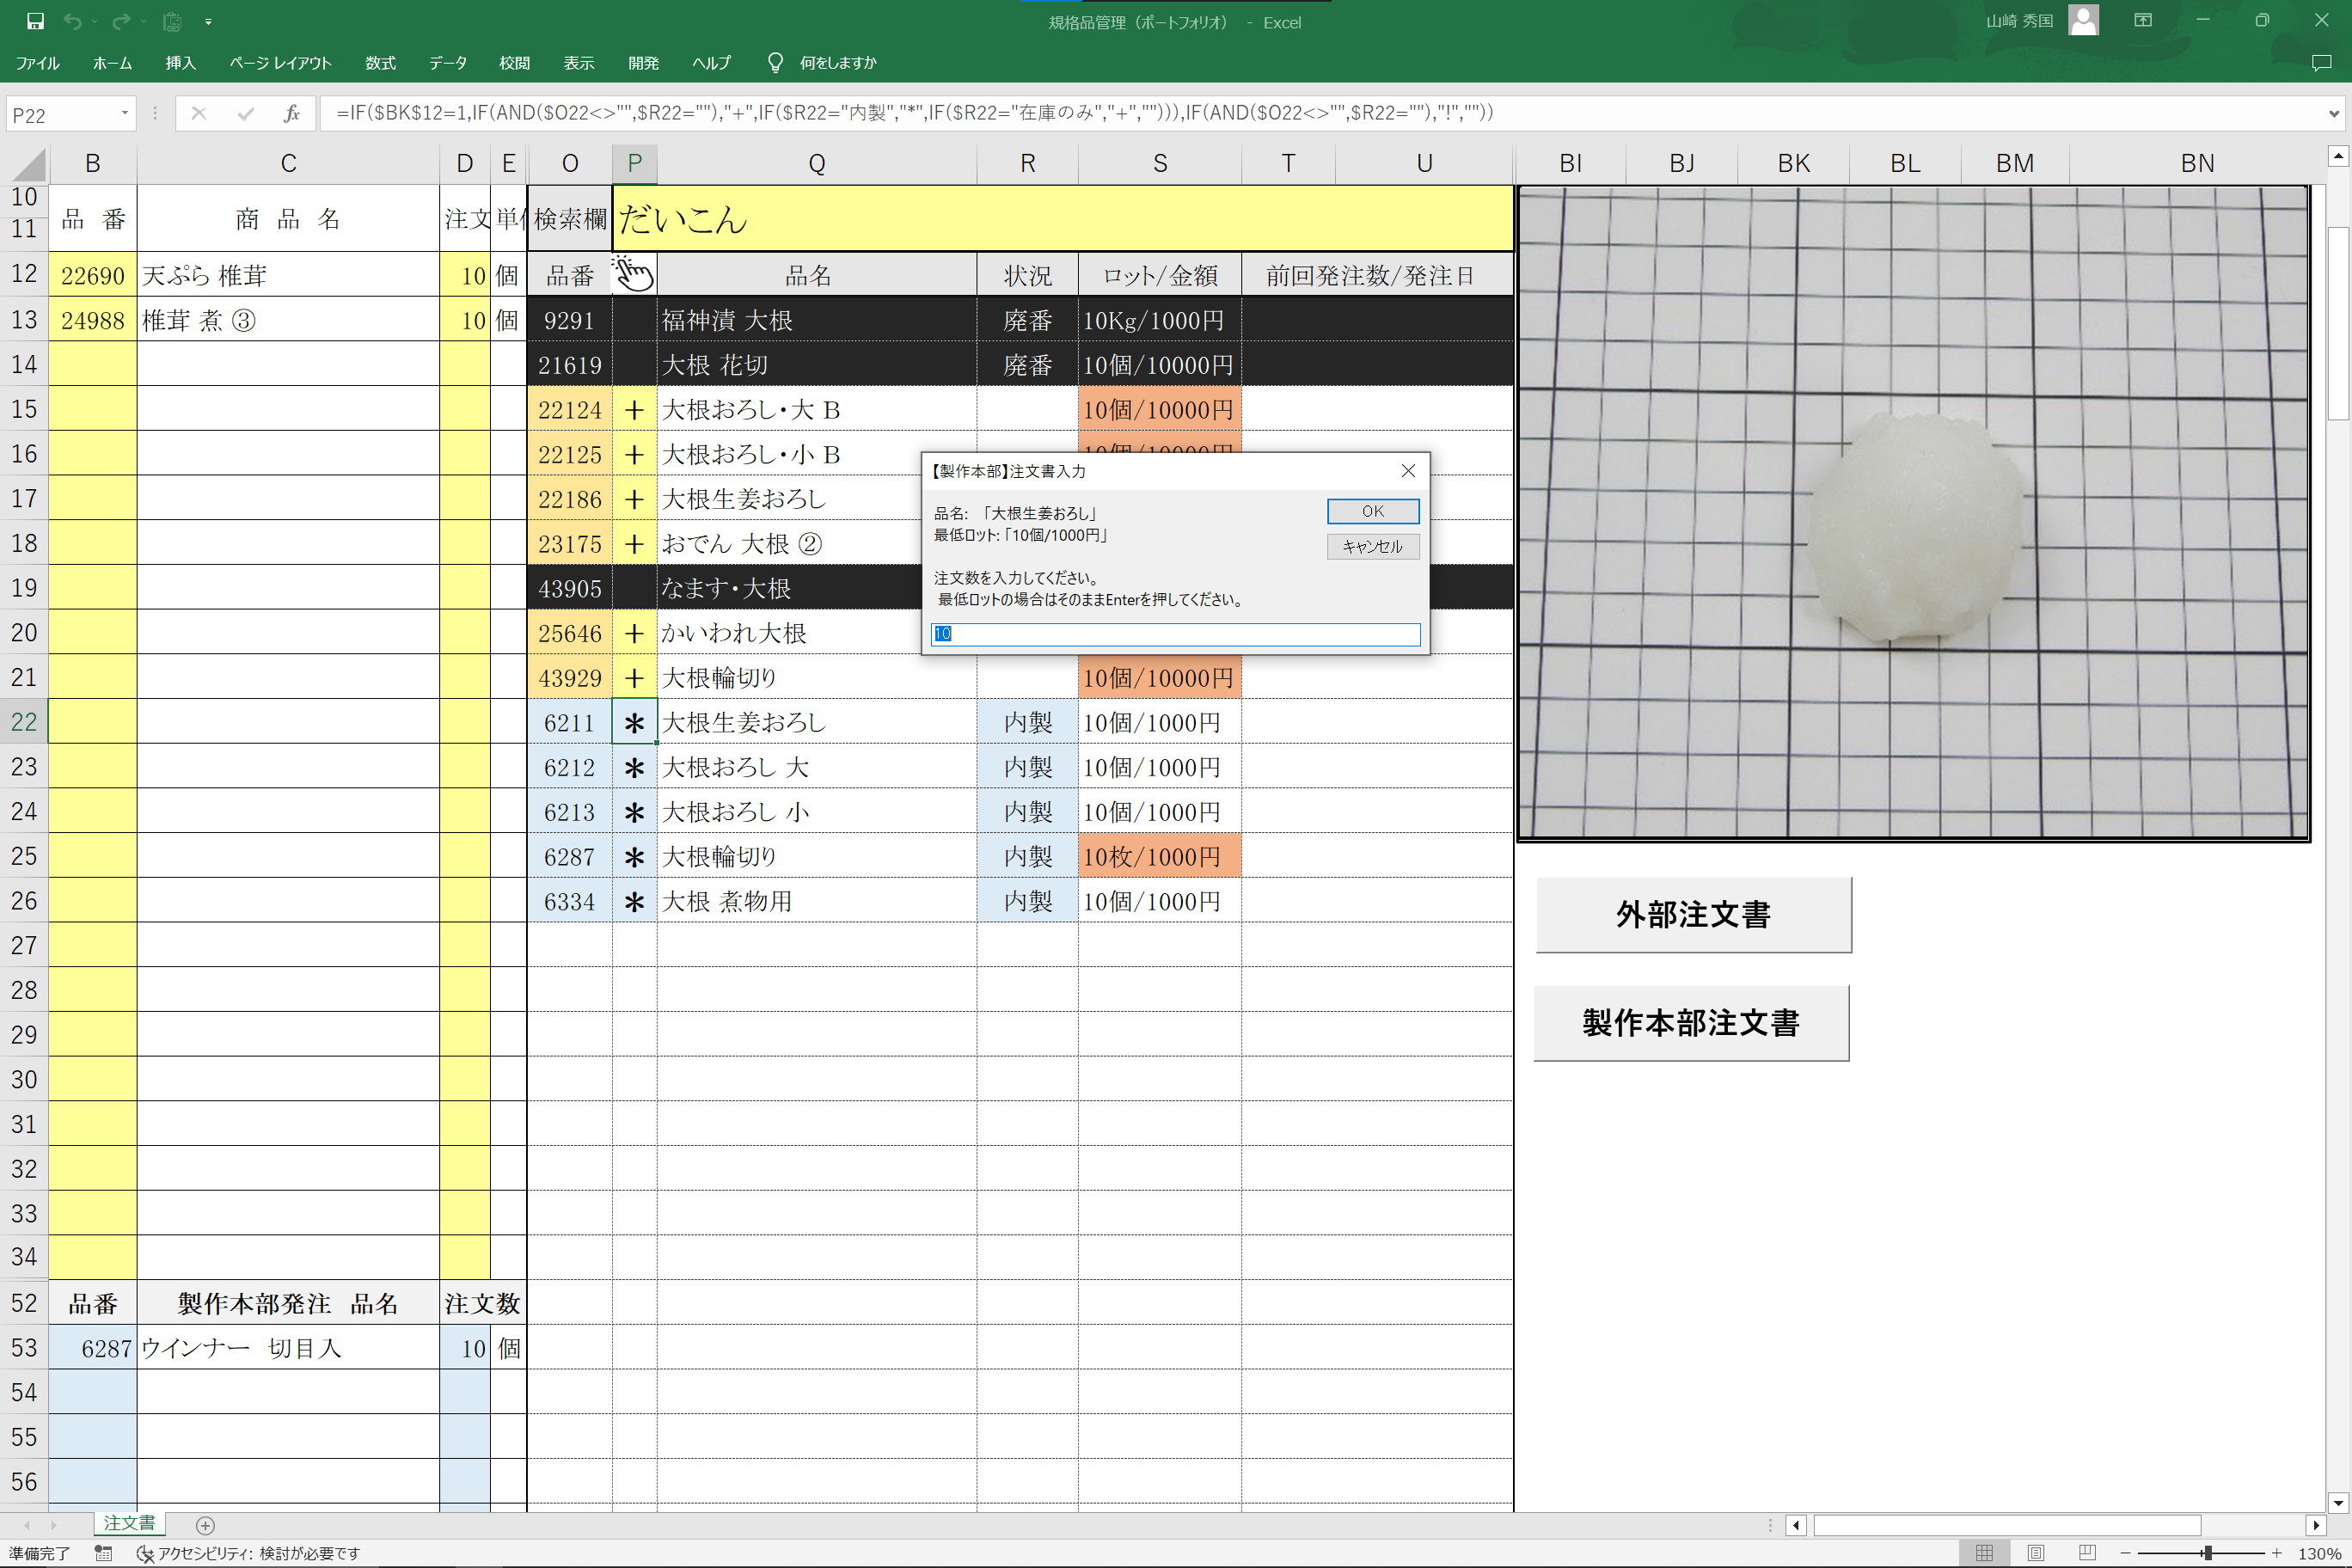 規格品管理（ポートフォリオ） - Excel
山崎 秀国
ファイル ホーム 挿入 ページ レイアウト 数式 データ 校閲 表示 開発 ヘルプ 何をしますか
P22 fx =IF($BK$12=1,IF(AND($O22<>"",$R22=""),"+",IF($R22="内製","*",IF($R22="在庫のみ","+",""))),IF(AND($O22<>"",$R22=""),"!",""))
B C D E O P Q R S T U BI BJ BK BL BM BN
10
11 品 番 商 品 名 注文 検索欄 だいこん
12 22690 天ぷら 椎茸 10 個 品番 品名 状況 ロット/金額 前回発注数/発注日
13 24988 椎茸 煮 ③ 10 個 9291 福神漬 大根 廃番 10Kg/1000円
14 21619 大根 花切 廃番 10個/10000円
15 22124 + 大根おろし・大 B 10個/10000円
16 22125 + 大根おろし・小 B
17 22186 + 大根生姜おろし
18 23175 + おでん 大根 ②
19 43905 なます・大根
20 25646 + かいわれ大根
21 43929 + 大根輪切り 10個/10000円
22 6211 * 大根生姜おろし 内製 10個/1000円
23 6212 * 大根おろし 大 内製 10個/1000円
24 6213 * 大根おろし 小 内製 10個/1000円
25 6287 * 大根輪切り 内製 10枚/1000円
26 6334 * 大根 煮物用 内製 10個/1000円
27
28
29
30
31
32
33
34
52 品番 製作本部発注 品名 注文数
53 6287 ウインナー 切目入 10 個
54
55
56
【製作本部】注文書入力
品名: 「大根生姜おろし」
最低ロット:「10個/1000円」
注文数を入力してください。
最低ロットの場合はそのままEnterを押してください。
OK
キャンセル
10
外部注文書
製作本部注文書
注文書
準備完了 アクセシビリティ: 検討が必要です 130%